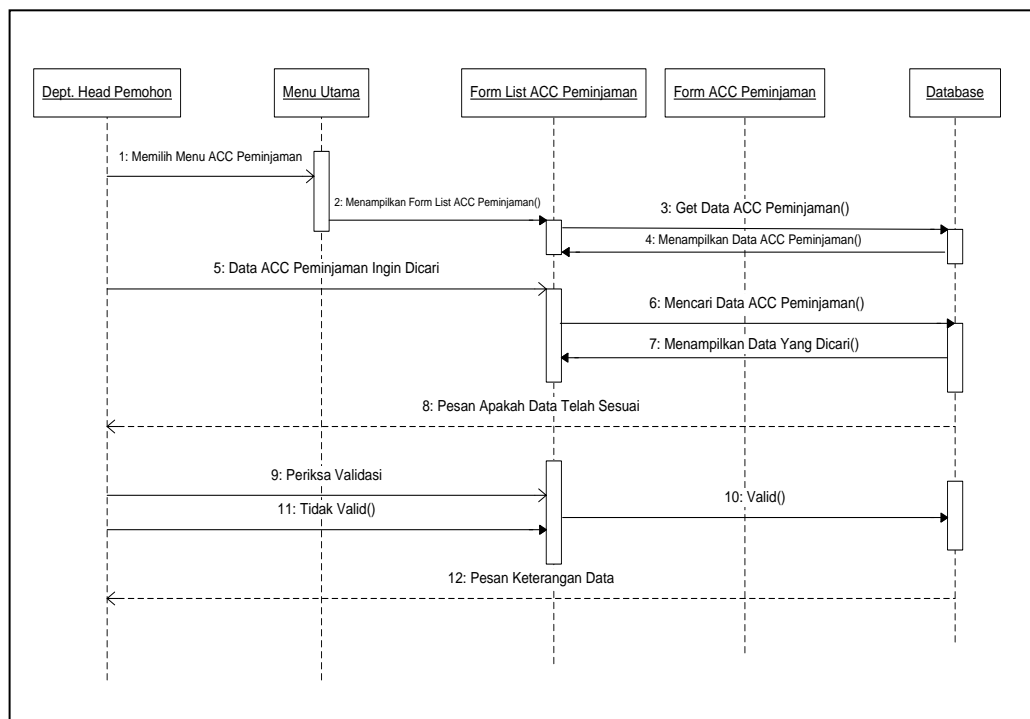 Dept. Head Pemohon
Menu Utama
Form List ACC Peminjaman
Form ACC Peminjaman
Database
1: Memilih Menu ACC Peminjaman
2: Menampilkan Form List ACC Peminjaman()
3: Get Data ACC Peminjaman()
4: Menampilkan Data ACC Peminjaman()
5: Data ACC Peminjaman Ingin Dicari
6: Mencari Data ACC Peminjaman()
7: Menampilkan Data Yang Dicari()
8: Pesan Apakah Data Telah Sesuai
9: Periksa Validasi
10: Valid()
11: Tidak Valid()
12: Pesan Keterangan Data